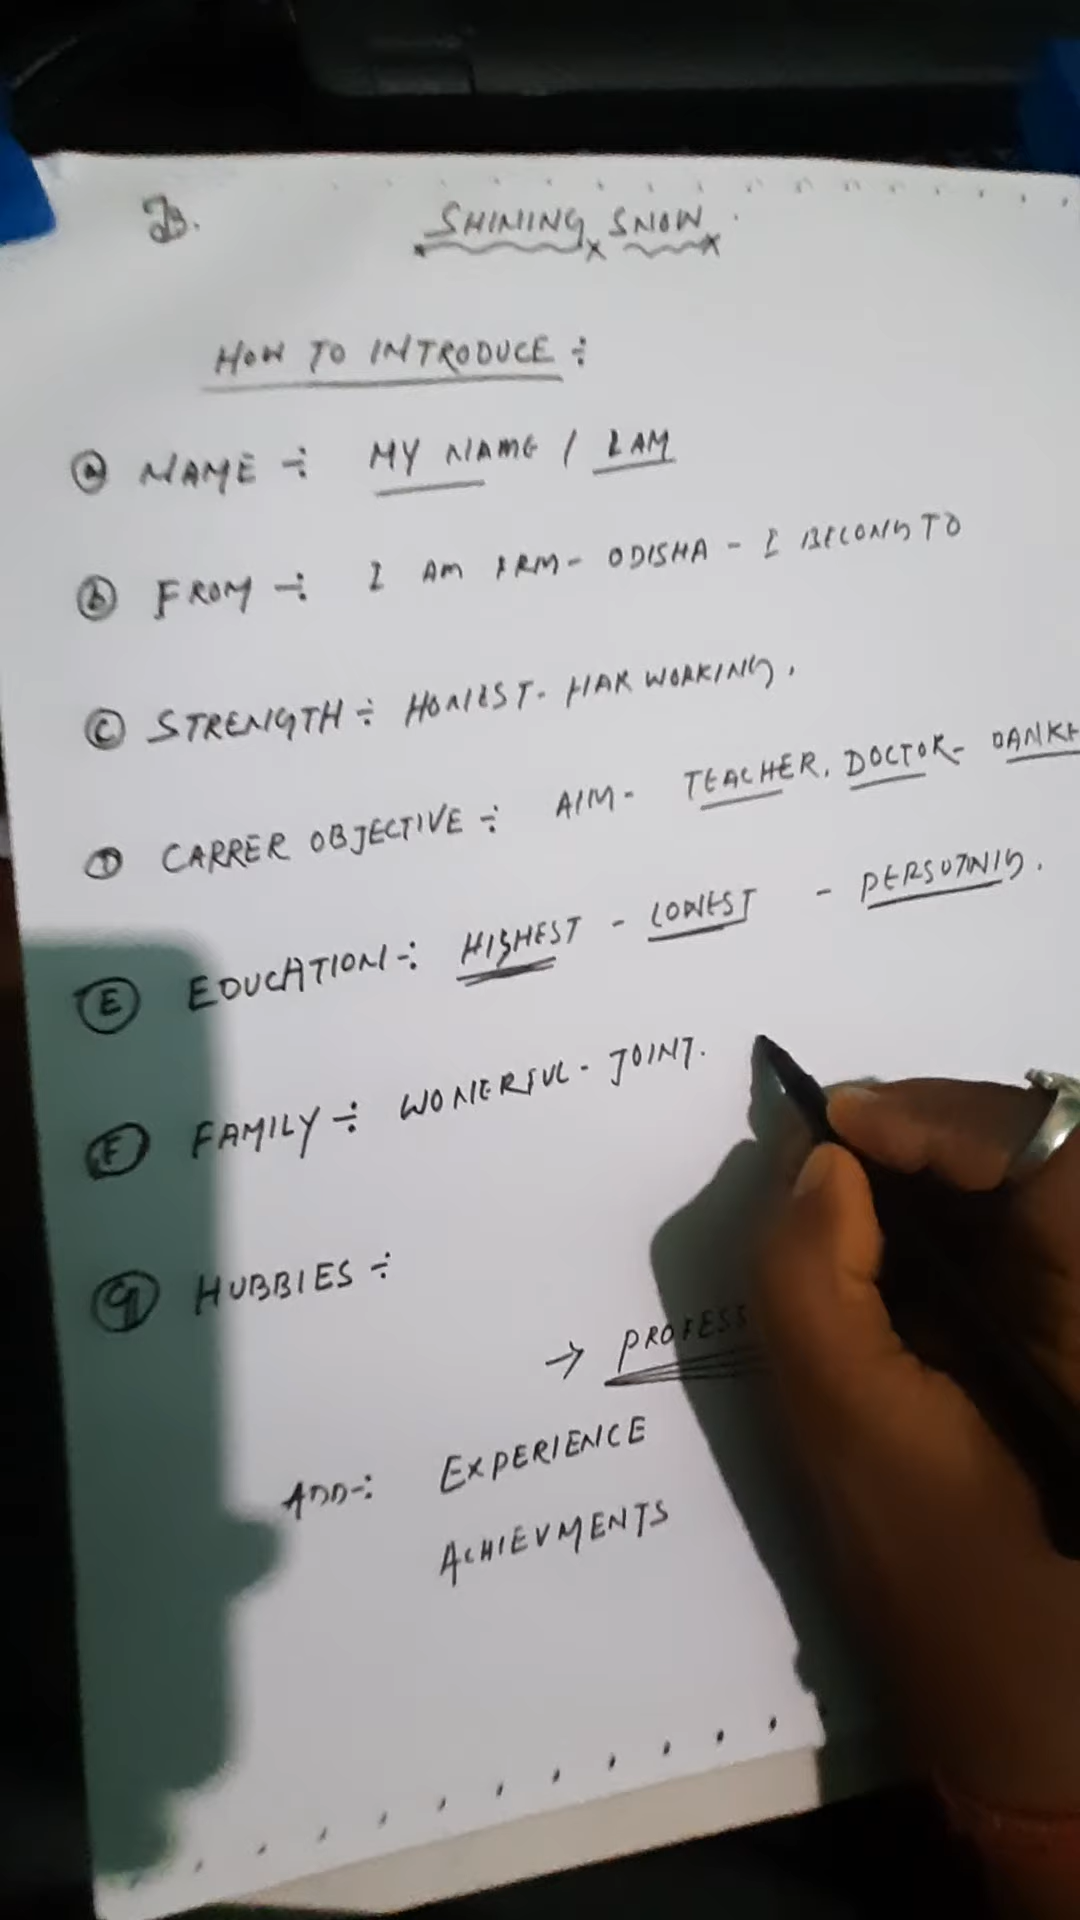 SHINING SNOW
HOW TO INTRODUCE ÷
(a) NAME ÷ MY NAME / I AM
(b) FROM ÷ I AM FRM - ODISHA - I BELONG TO
(C) STRENGTH ÷ HONEST - HAR WORKING.
(D) CARRER OBJECTIVE ÷ AIM - TEACHER, DOCTOR -
(E) EDUCATION ÷ HIGHEST - LOWEST -
(F) FAMILY ÷ WONERFUL - JOINT.
(G) HUBBIES ÷
→ PROFESS
ADD ÷ EXPERIENCE
ACHIEVMENTS